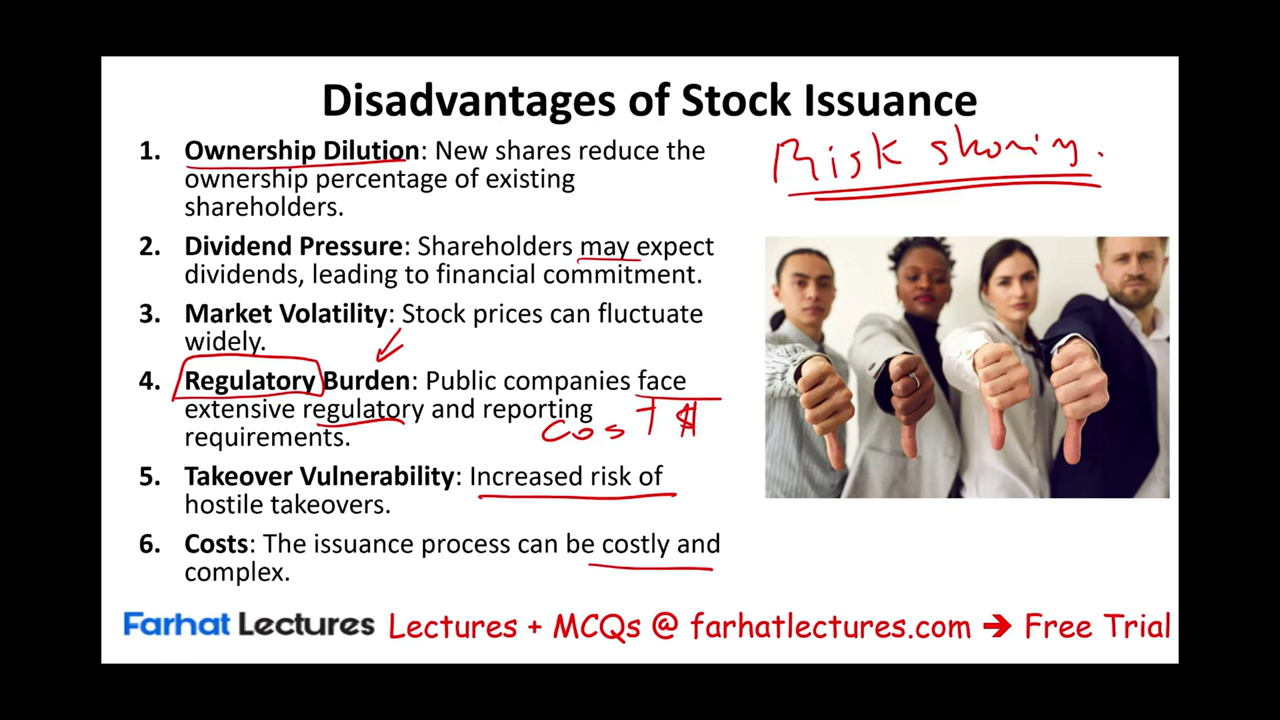 Disadvantages of Stock Issuance
1. Ownership Dilution: New shares reduce the
ownership percentage of existing
shareholders.
Risk sharing.
2. Dividend Pressure: Shareholders may expect
dividends, leading to financial commitment.
3. Market Volatility: Stock prices can fluctuate
widely.
4. Regulatory Burden: Public companies face
extensive regulatory and reporting
requirements.
cost $
5. Takeover Vulnerability: Increased risk of
hostile takeovers.
6. Costs: The issuance process can be costly and
complex.
Farhat Lectures Lectures + MCQs @ farhatlectures.com → Free Trial